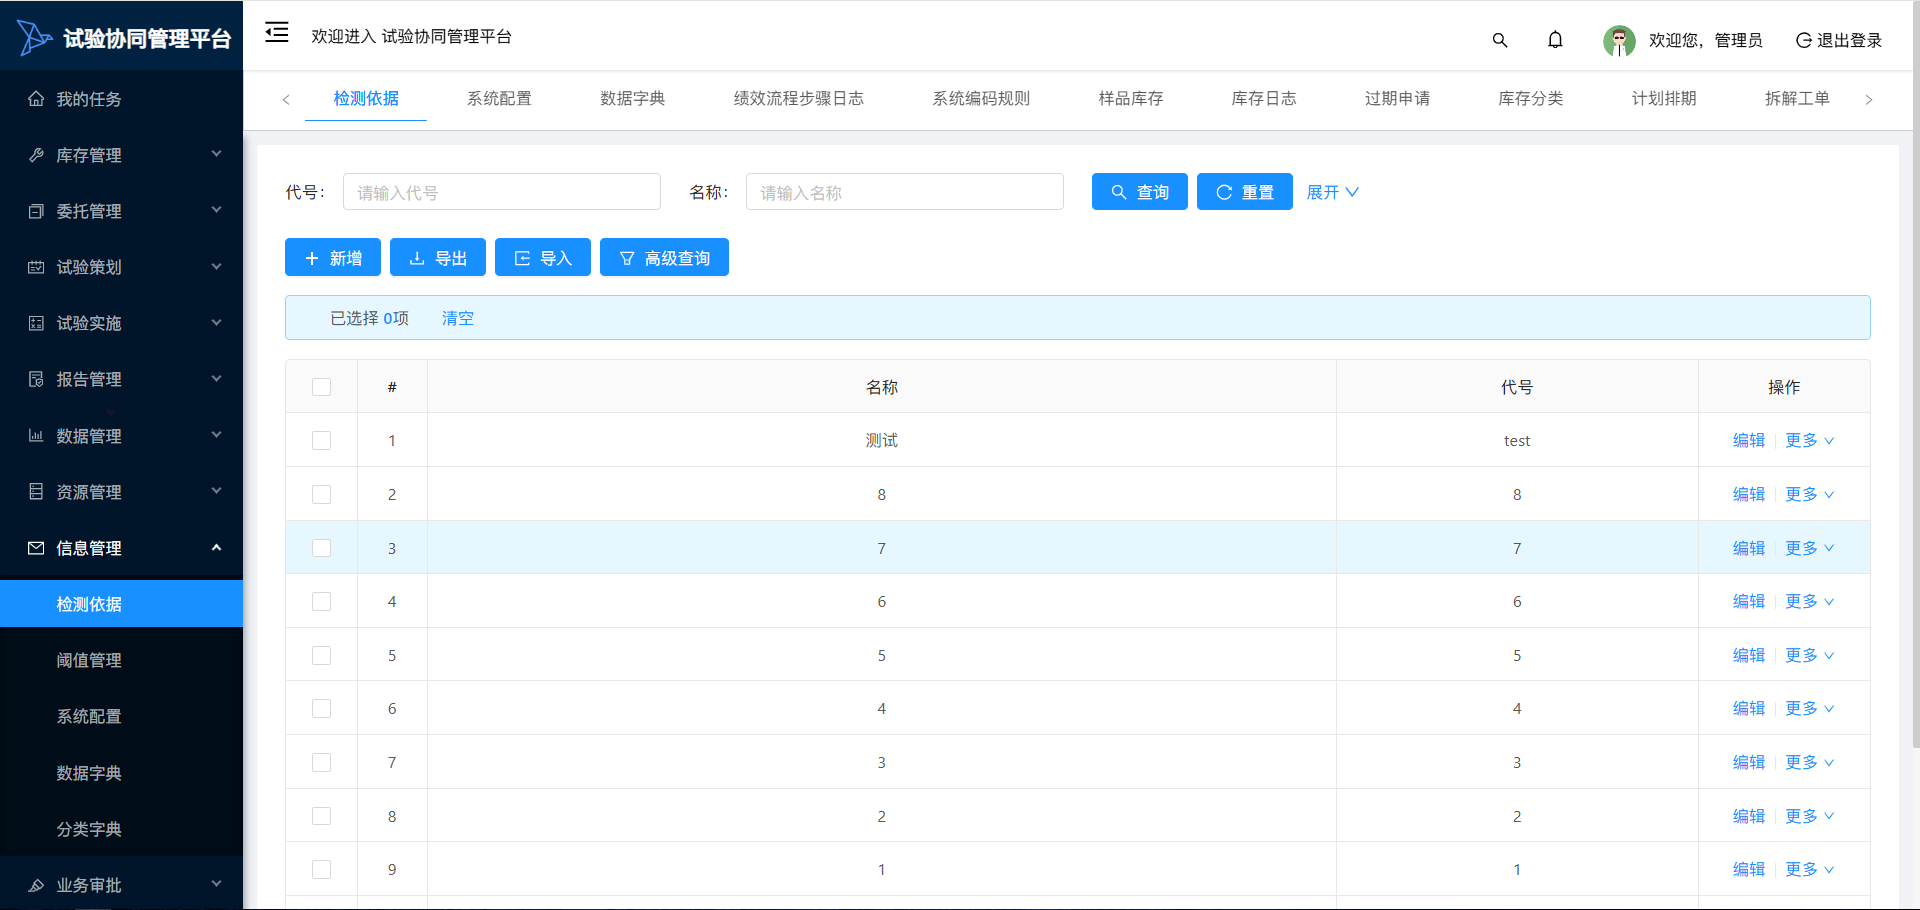 试验协同管理平台
欢迎进入 试验协同管理平台
欢迎您，管理员
退出登录
我的任务
库存管理
委托管理
试验策划
试验实施
报告管理
数据管理
资源管理
信息管理
检测依据
阈值管理
系统配置
数据字典
分类字典
业务审批
检测依据 系统配置 数据字典 绩效流程步骤日志 系统编码规则 样品库存 库存日志 过期申请 库存分类 计划排期 拆解工单
代号： 请输入代号 名称： 请输入名称 查询 重置 展开
新增 导出 导入 高级查询
已选择 0项 清空
# 名称 代号 操作
1 测试 test 编辑 更多
2 8 8 编辑 更多
3 7 7 编辑 更多
4 6 6 编辑 更多
5 5 5 编辑 更多
6 4 4 编辑 更多
7 3 3 编辑 更多
8 2 2 编辑 更多
9 1 1 编辑 更多